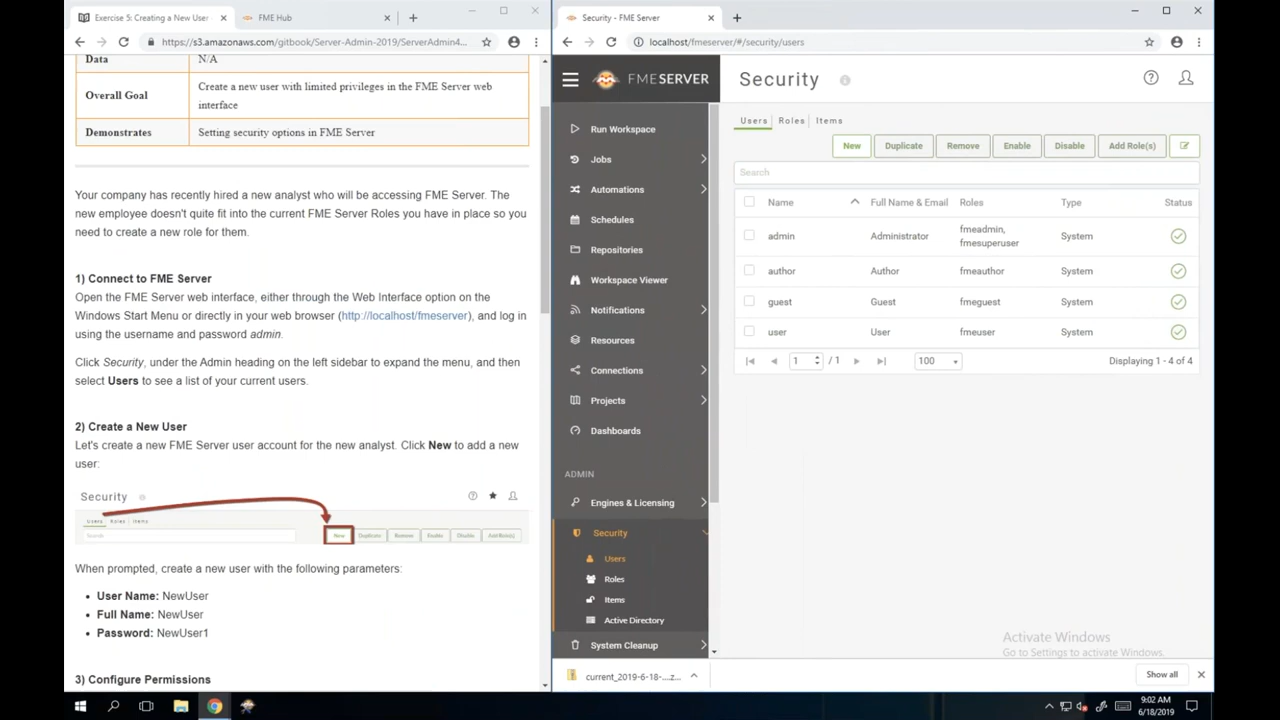 Exercise 5: Creating a New User
FME Hub
https://s3.amazonaws.com/gitbook/Server-Admin-2019/ServerAdmin4...
Data N/A
Overall Goal Create a new user with limited privileges in the FME Server web
interface
Demonstrates Setting security options in FME Server
Your company has recently hired a new analyst who will be accessing FME Server. The
new employee doesn't quite fit into the current FME Server Roles you have in place so you
need to create a new role for them.
1) Connect to FME Server
Open the FME Server web interface, either through the Web Interface option on the
Windows Start Menu or directly in your web browser (http://localhost/fmeserver), and log in
using the username and password admin.
Click Security, under the Admin heading on the left sidebar to expand the menu, and then
select Users to see a list of your current users.
2) Create a New User
Let's create a new FME Server user account for the new analyst. Click New to add a new
user:
Security
Users Roles Items
New Duplicate Remove Enable Disable Add Role(s)
Search
When prompted, create a new user with the following parameters:
• User Name: NewUser
• Full Name: NewUser
• Password: NewUser1
3) Configure Permissions
Security - FME Server
localhost/fmeserver/#/security/users
FMESERVER
Security
Run Workspace
Jobs
Automations
Schedules
Repositories
Workspace Viewer
Notifications
Resources
Connections
Projects
Dashboards
ADMIN
Engines & Licensing
Security
Users
Roles
Items
Active Directory
System Cleanup
Users Roles Items
New Duplicate Remove Enable Disable Add Role(s)
Search
Name Full Name & Email Roles Type Status
admin Administrator fmeadmin, System
fmesuperuser
author Author fmeauthor System
guest Guest fmeguest System
user User fmeuser System
1 / 1 100 Displaying 1 - 4 of 4
Activate Windows
Go to Settings to activate Windows.
current_2019-6-18-....z...
Show all
9:02 AM
6/18/2019